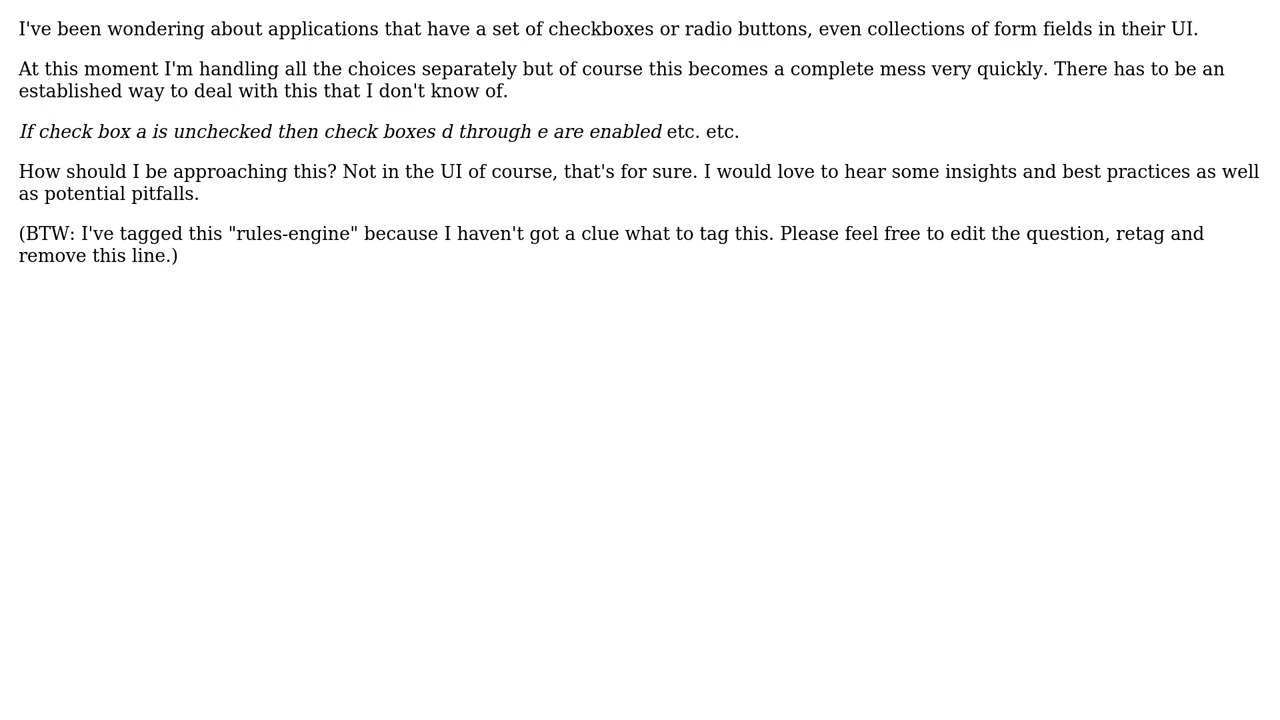 I've been wondering about applications that have a set of checkboxes or radio buttons, even collections of form fields in their UI.
At this moment I'm handling all the choices separately but of course this becomes a complete mess very quickly. There has to be an
established way to deal with this that I don't know of.
If check box a is unchecked then check boxes d through e are enabled etc. etc.
How should I be approaching this? Not in the UI of course, that's for sure. I would love to hear some insights and best practices as well
as potential pitfalls.
(BTW: I've tagged this "rules-engine" because I haven't got a clue what to tag this. Please feel free to edit the question, retag and
remove this line.)